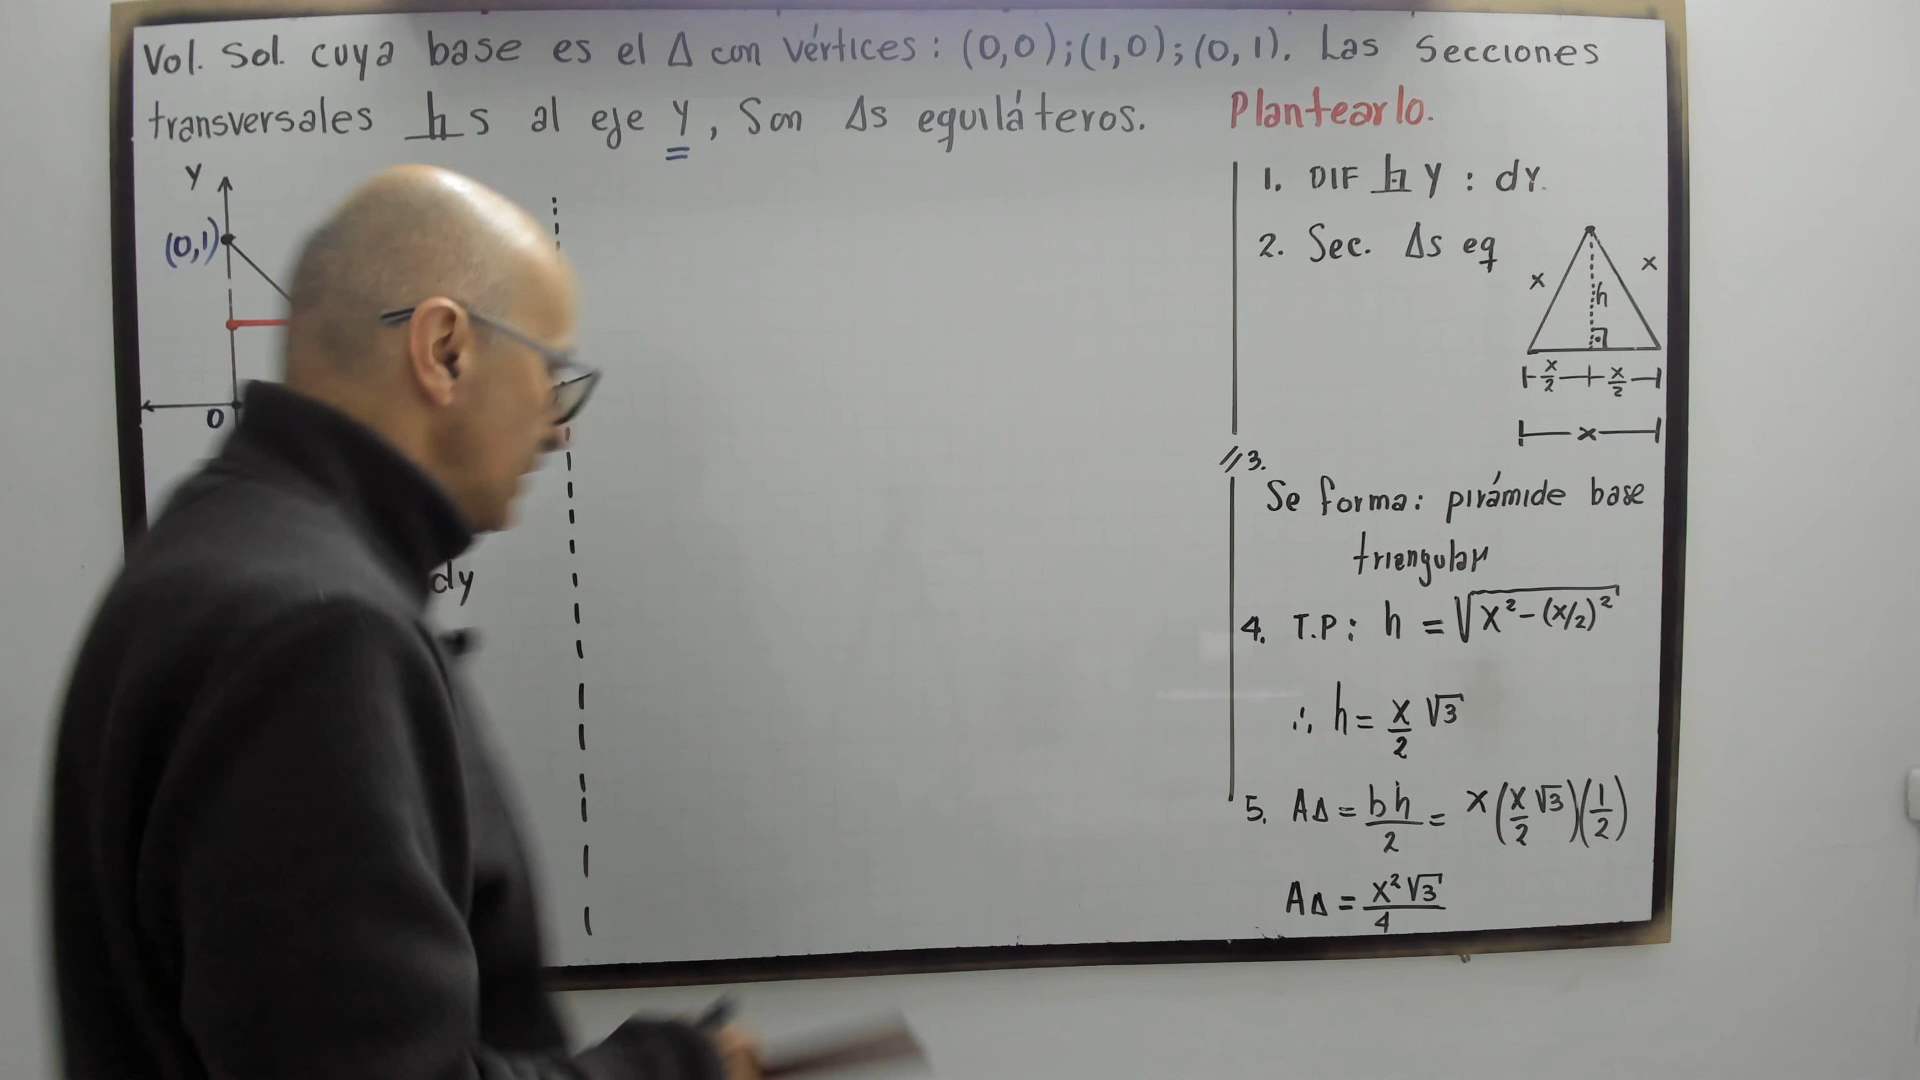 Vol. Sol. cuya base es el Δ con vértices: (0,0);(1,0);(0,1). Las secciones
transversales ⊥s al eje y, Son Δs equiláteros. Plantearlo.
Y
(0,1)
0
dy
1. DIF ⊥ Y : dY.
2. Sec. Δs eq
x
x
h
x/2
x/2
x
//3.
Se forma: pirámide base
triangular
4. T.P: h = √(x²-(x/2)²)
∴ h = x/2 √3
5. AΔ = bh/2 = x(x/2 √3)(1/2)
AΔ = x²√3/4